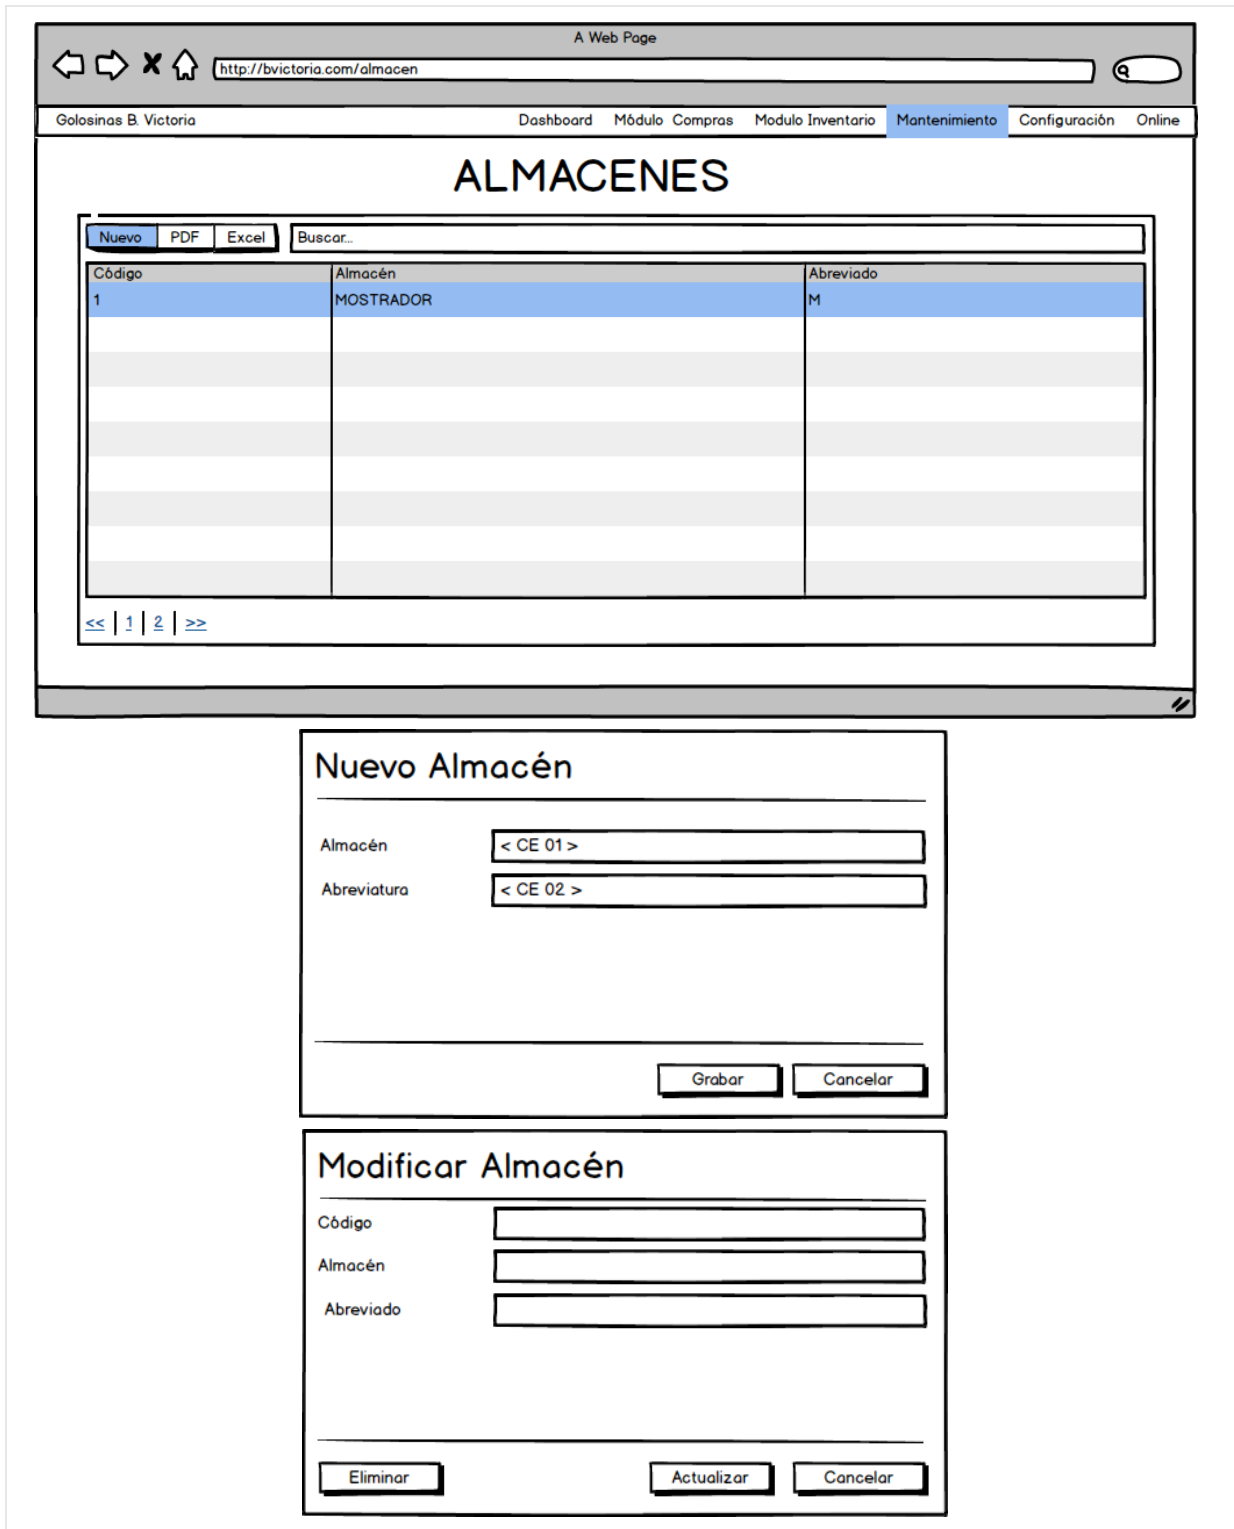 A Web Page
http://bvictoria.com/almacen
Golosinas B. Victoria Dashboard Módulo Compras Modulo Inventario Mantenimiento Configuración Online
ALMACENES
Nuevo PDF Excel Buscar...
Código Almacén Abreviado
1 MOSTRADOR M
<< 1 2 >>
Nuevo Almacén
Almacén < CE 01 >
Abreviatura < CE 02 >
Grabar Cancelar
Modificar Almacén
Código
Almacén
Abreviado
Eliminar Actualizar Cancelar